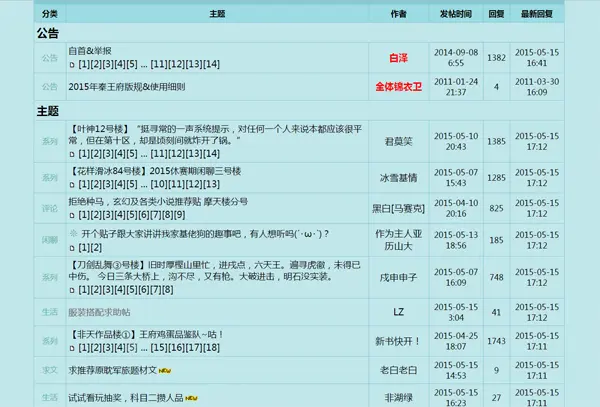 分类 主题 作者 发帖时间 回复 最新回复
公告
公告 自首&举报 白泽 2014-09-08 6:55 1382 2015-05-15 16:41
[1][2][3][4][5] ... [11][12][13][14]
公告 2015年秦王府版规&使用细则 全体锦衣卫 2011-01-24 21:37 4 2011-03-30 16:09
主题
系列 【叶神12号楼】“挺寻常的一声系统提示，对任何一个人来说本都应该很平
常，但在第十区，却是顷刻间就炸开了锅。” 君莫笑 2015-05-10 20:43 1385 2015-05-15 17:12
[1][2][3][4][5] ... [11][12][13][14]
系列 【花样滑冰84号楼】2015休赛期闲聊三号楼 冰雪基情 2015-05-07 15:43 1285 2015-05-15 17:12
[1][2][3][4][5] ... [10][11][12][13]
评论 拒绝种马，玄幻及各类小说推荐贴 摩天楼分号 黑白[马赛克] 2015-04-10 20:16 825 2015-05-15 17:12
[1][2][3][4][5][6][7][8][9]
闲聊 ※ 开个贴子跟大家讲讲我家基佬狗的趣事吧，有人想听吗(´･ω･`)？ 作为主人亚历山大 2015-05-13 18:56 185 2015-05-15 17:12
[1][2]
系列 【刀剑乱舞③号楼】旧时厚樫山里忙，进戌点，六天王。遍寻虎徹，未得已
中伤。 今日三条大桥上，沟不尽，又有枪。大破进击，明石没实装。 戌申申子 2015-05-07 16:09 748 2015-05-15 17:12
[1][2][3][4][5][6][7][8]
生活 服装搭配求助帖 LZ 2015-05-15 3:04 41 2015-05-15 17:12
系列 【非天作品楼①】王府鸡蛋品鉴队~咕！ 新书快开！ 2015-04-25 18:07 1743 2015-05-15 17:11
[1][2][3][4][5] ... [15][16][17][18]
求文 求推荐原耽军旅题材文 NEW 老白老白 2015-05-15 14:53 9 2015-05-15 17:11
生活 试试看玩抽奖，科目二攒人品 NEW 非湖绿 2015-05-15 16:23 27 2015-05-15 17:11